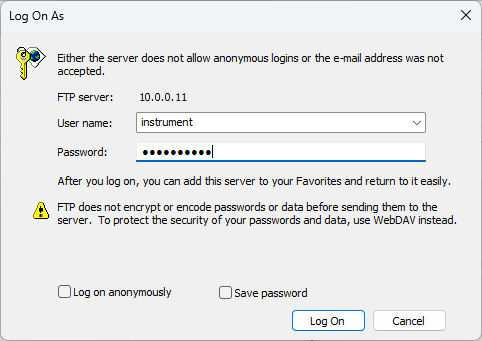 Log On As
Either the server does not allow anonymous logins or the e-mail address was not
accepted.
FTP server: 10.0.0.11
User name: instrument
Password: ●●●●●●●●●●
After you log on, you can add this server to your Favorites and return to it easily.
FTP does not encrypt or encode passwords or data before sending them to the
server. To protect the security of your passwords and data, use WebDAV instead.
Log on anonymously Save password
Log On Cancel